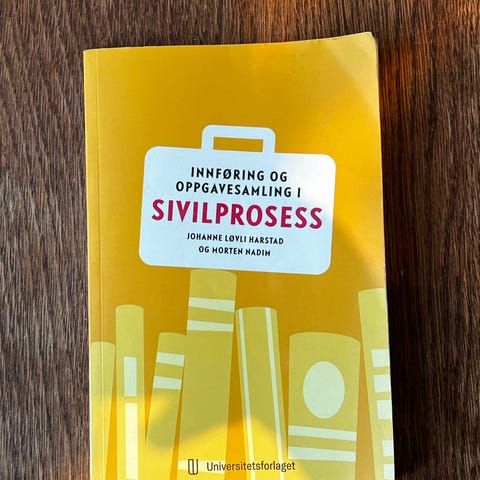 INNFØRING OG
OPPGAVESAMLING I
SIVILPROSESS
JOHANNE LØVLI HARSTAD
OG MORTEN NADIM
Universitetsforlaget